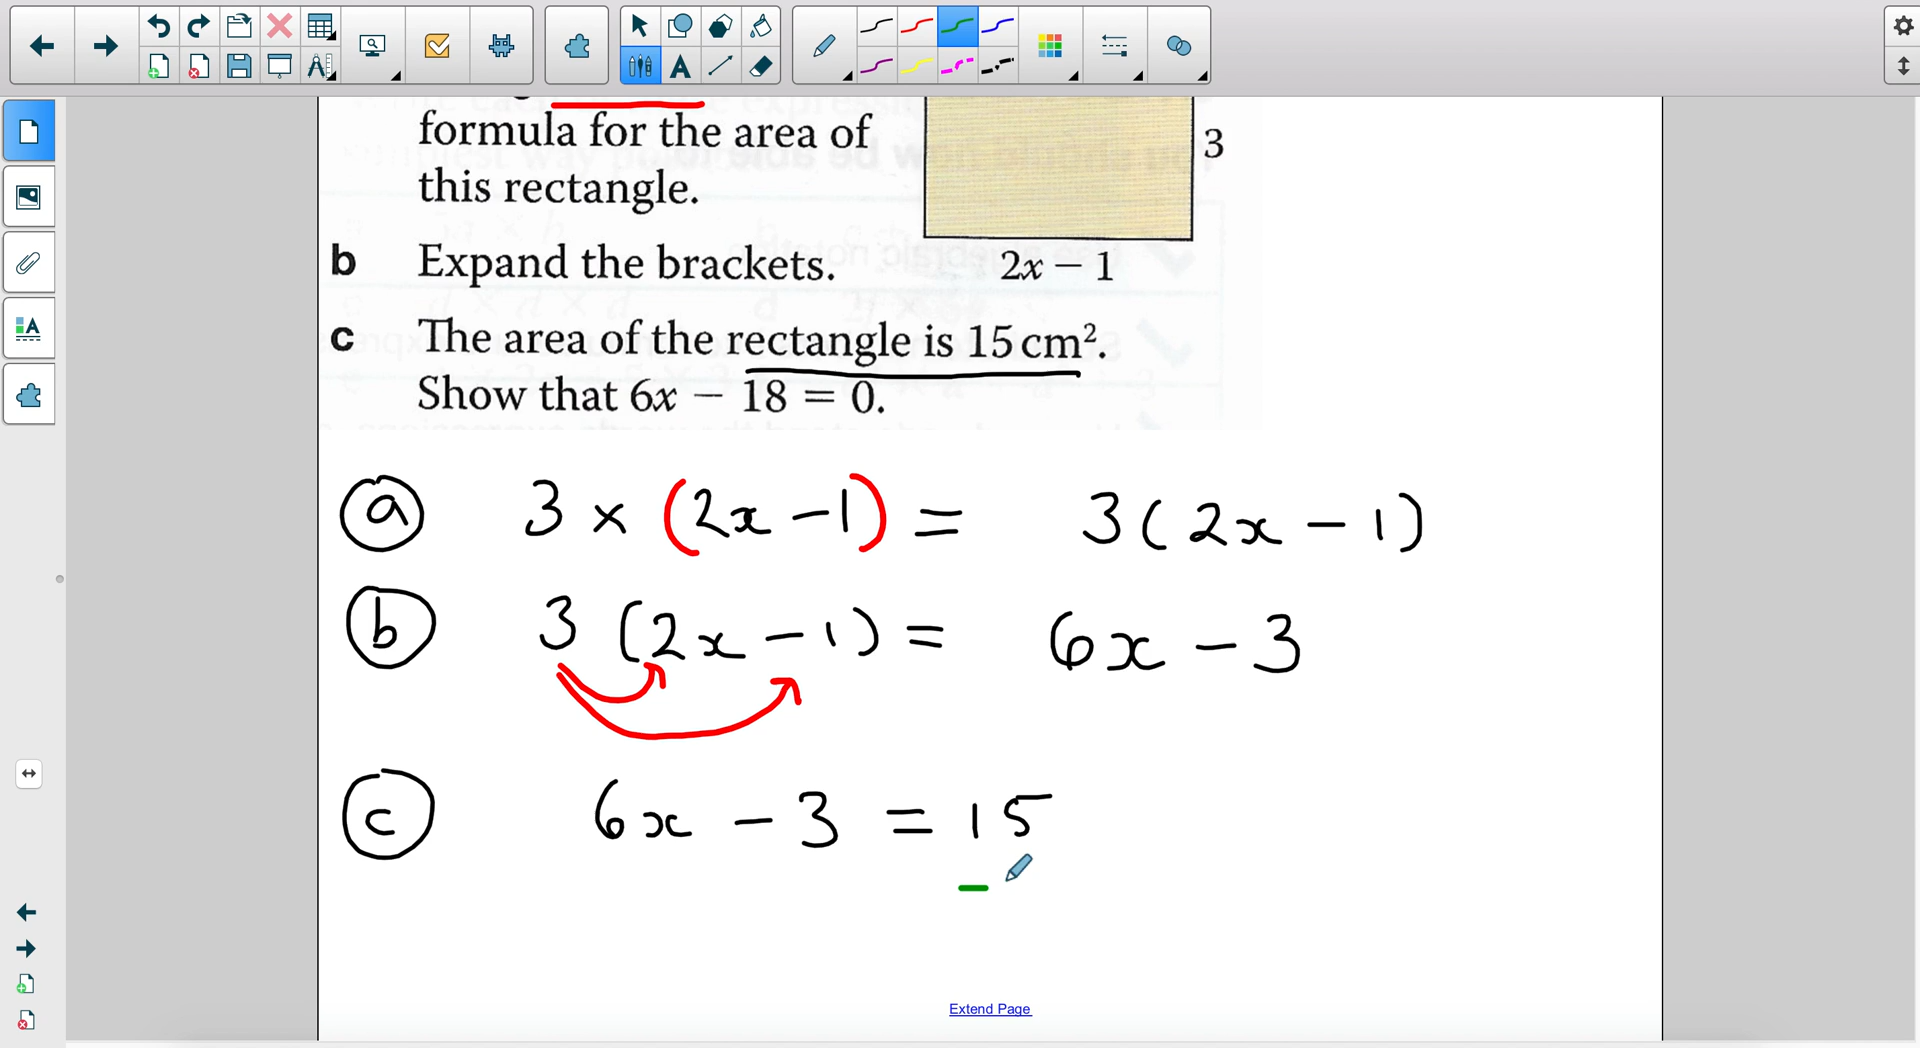 formula for the area of
this rectangle.
3
b Expand the brackets.
2x − 1
c The area of the rectangle is 15 cm².
Show that 6x − 18 = 0.
a 3 × (2x − 1) = 3(2x − 1)
b 3 (2x − 1) = 6x − 3
c 6x − 3 = 15
−
Extend Page